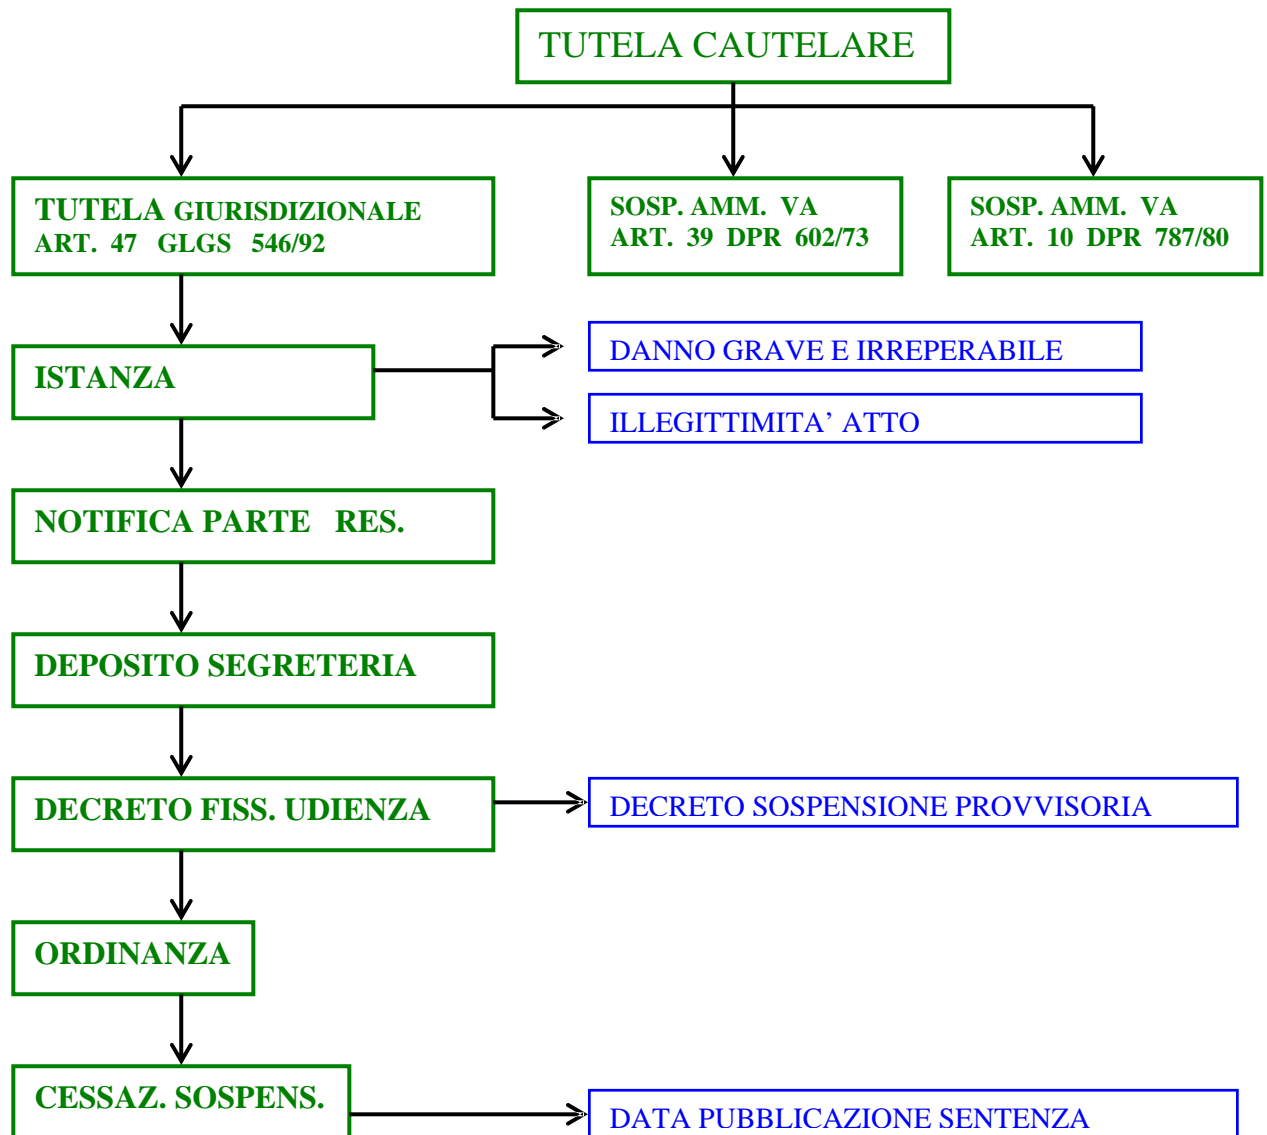 TUTELA CAUTELARE
TUTELA GIURISDIZIONALE
ART. 47 GLGS 546/92
SOSP. AMM. VA
ART. 39 DPR 602/73
SOSP. AMM. VA
ART. 10 DPR 787/80
ISTANZA
DANNO GRAVE E IRREPERABILE
ILLEGITTIMITA’ ATTO
NOTIFICA PARTE RES.
DEPOSITO SEGRETERIA
DECRETO FISS. UDIENZA
DECRETO SOSPENSIONE PROVVISORIA
ORDINANZA
CESSAZ. SOSPENS.
DATA PUBBLICAZIONE SENTENZA